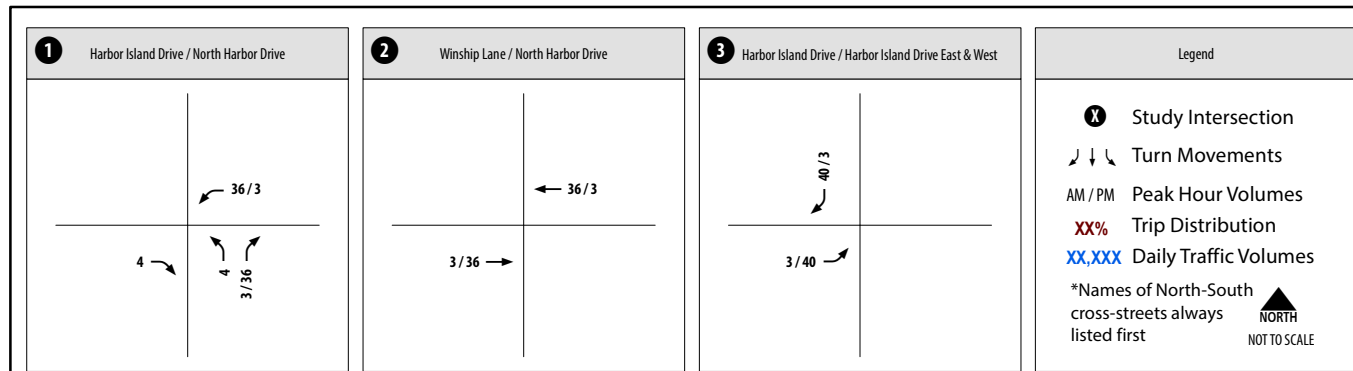 1 Harbor Island Drive / North Harbor Drive
36 / 3
4
4
3 / 36
2 Winship Lane / North Harbor Drive
36 / 3
3 / 36
3 Harbor Island Drive / Harbor Island Drive East & West
40 / 3
3 / 40
Legend
X Study Intersection
Turn Movements
AM / PM Peak Hour Volumes
XX% Trip Distribution
XX,XXX Daily Traffic Volumes
*Names of North-South
cross-streets always
listed first
NORTH
NOT TO SCALE